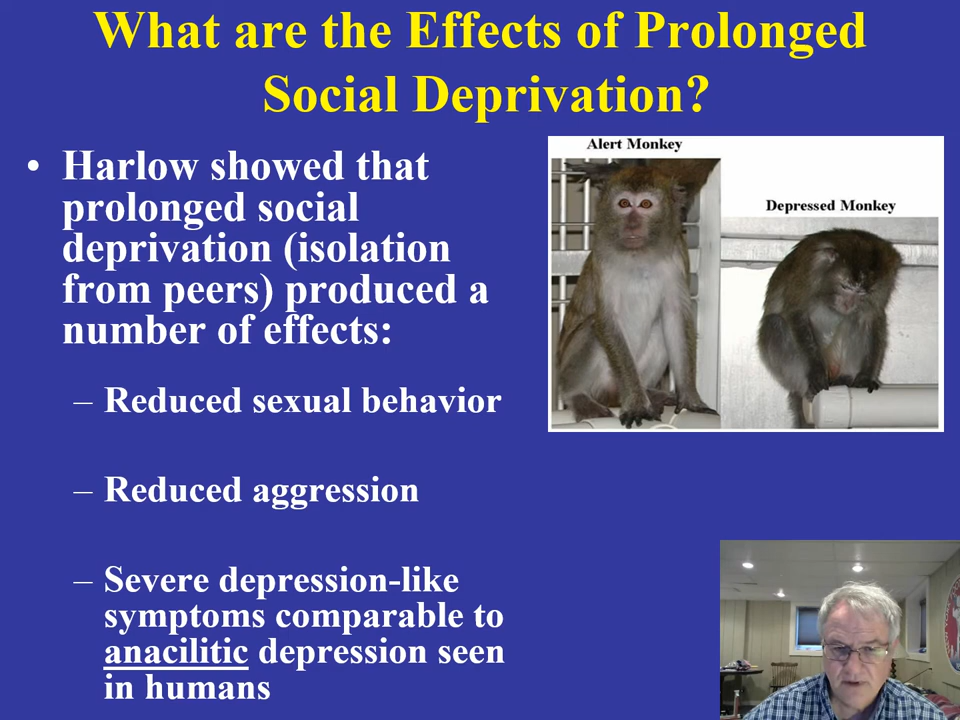 What are the Effects of Prolonged
Social Deprivation?
• Harlow showed that
prolonged social
deprivation (isolation
from peers) produced a
number of effects:
– Reduced sexual behavior
– Reduced aggression
– Severe depression-like
symptoms comparable to
anacilitic depression seen
in humans
Alert Monkey
Depressed Monkey